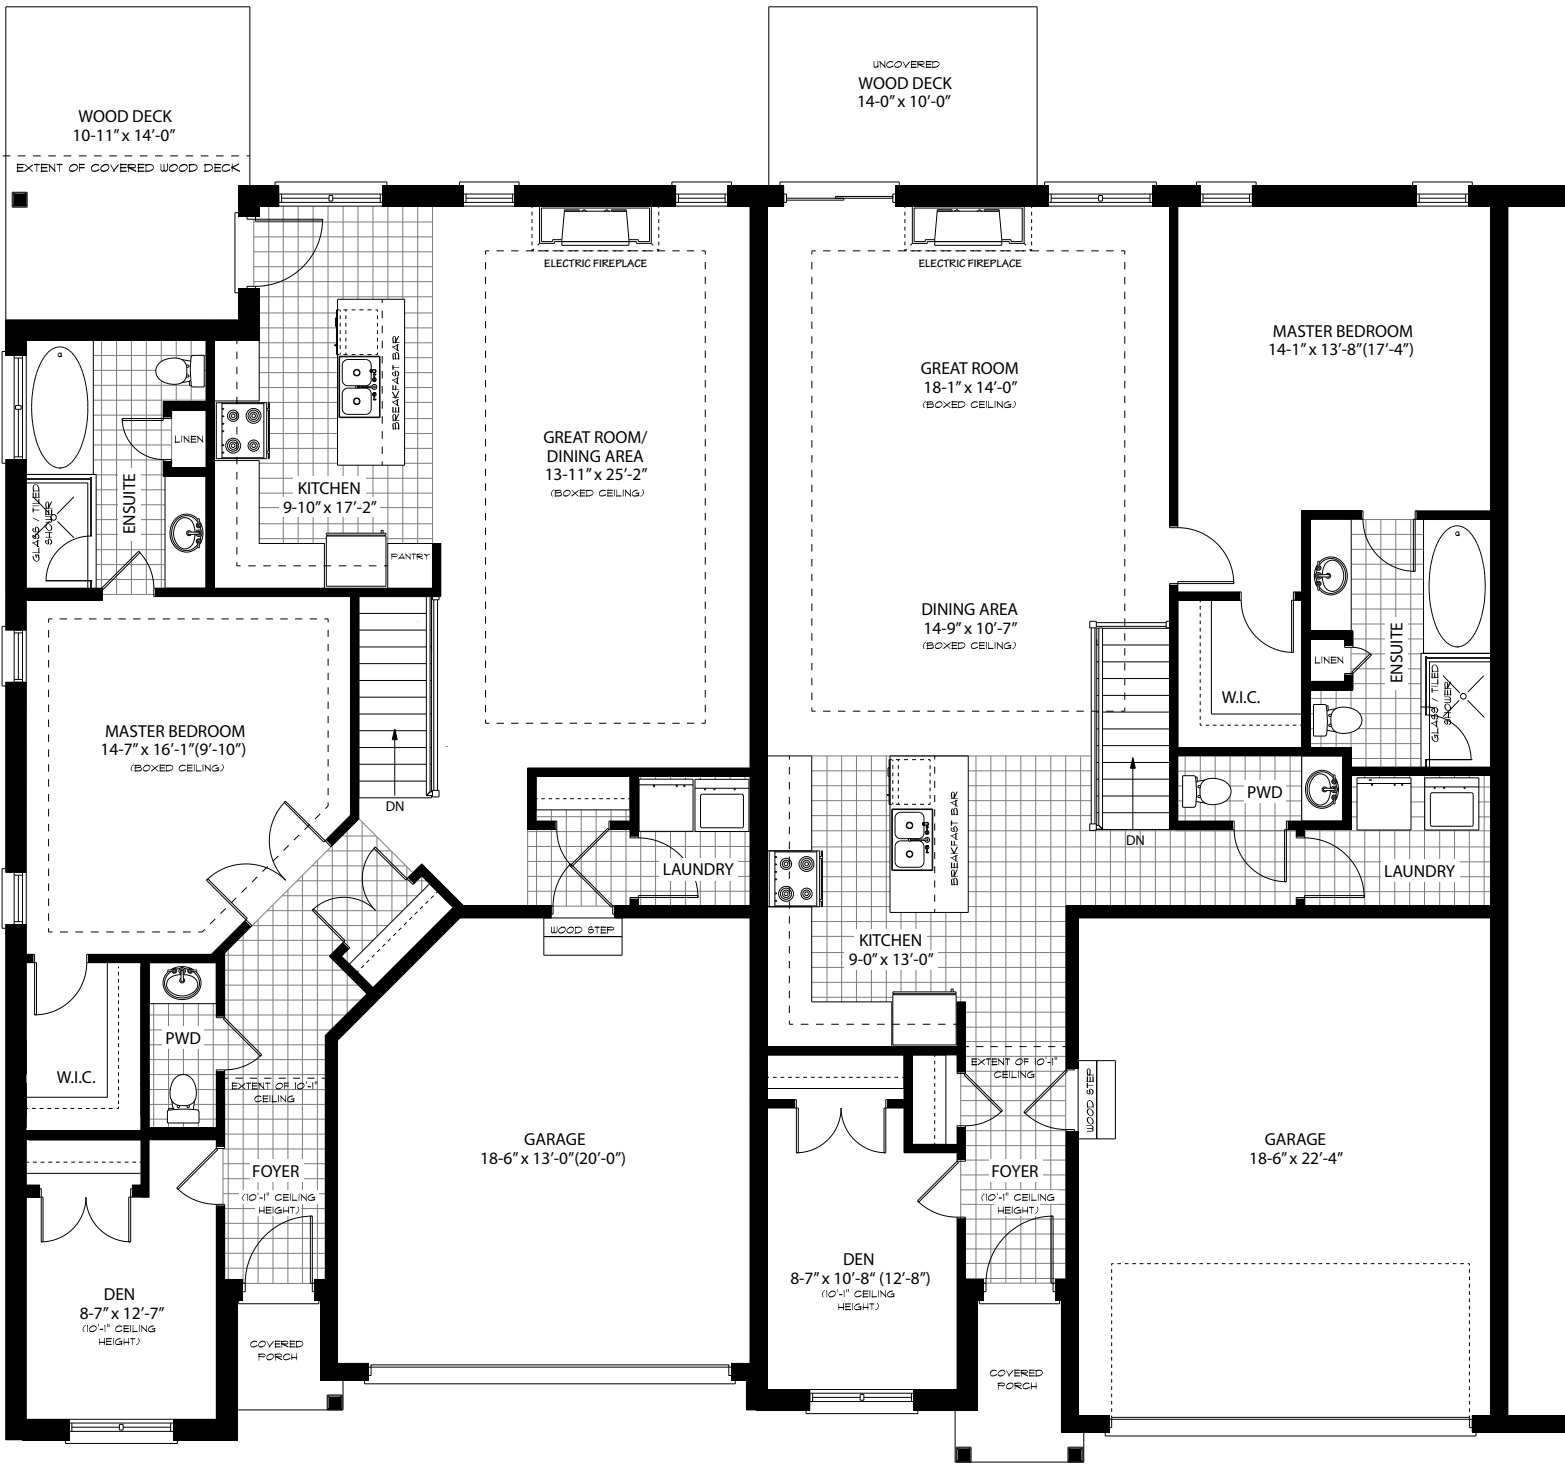 WOOD DECK
10-11" x 14'-0"
EXTENT OF COVERED WOOD DECK
ELECTRIC FIREPLACE
BREAKFAST BAR
LINEN
GREAT ROOM/
DINING AREA
13-11" x 25'-2"
(BOXED CEILING)
KITCHEN
9-10" x 17'-2"
ENSUITE
GLASS / TILED
SHOWER
PANTRY
MASTER BEDROOM
14-7" x 16'-1"(9'-10")
(BOXED CEILING)
DN
LAUNDRY
WOOD STEP
PWD
W.I.C.
EXTENT OF 10'-1"
CEILING
FOYER
(10'-1" CEILING
HEIGHT)
GARAGE
18-6" x 13'-0"(20'-0")
DEN
8-7" x 12'-7"
(10'-1" CEILING
HEIGHT)
COVERED
PORCH
UNCOVERED
WOOD DECK
14-0" x 10'-0"
ELECTRIC FIREPLACE
MASTER BEDROOM
14-1" x 13'-8"(17'-4")
GREAT ROOM
18-1" x 14'-0"
(BOXED CEILING)
DINING AREA
14-9" x 10'-7"
(BOXED CEILING)
ENSUITE
LINEN
GLASS / TILED
SHOWER
W.I.C.
PWD
DN
BREAKFAST BAR
LAUNDRY
KITCHEN
9-0" x 13'-0"
EXTENT OF 10'-1"
CEILING
WOOD STEP
FOYER
(10'-1" CEILING
HEIGHT)
GARAGE
18-6" x 22'-4"
DEN
8-7" x 10'-8" (12'-8")
(10'-1" CEILING
HEIGHT)
COVERED
PORCH